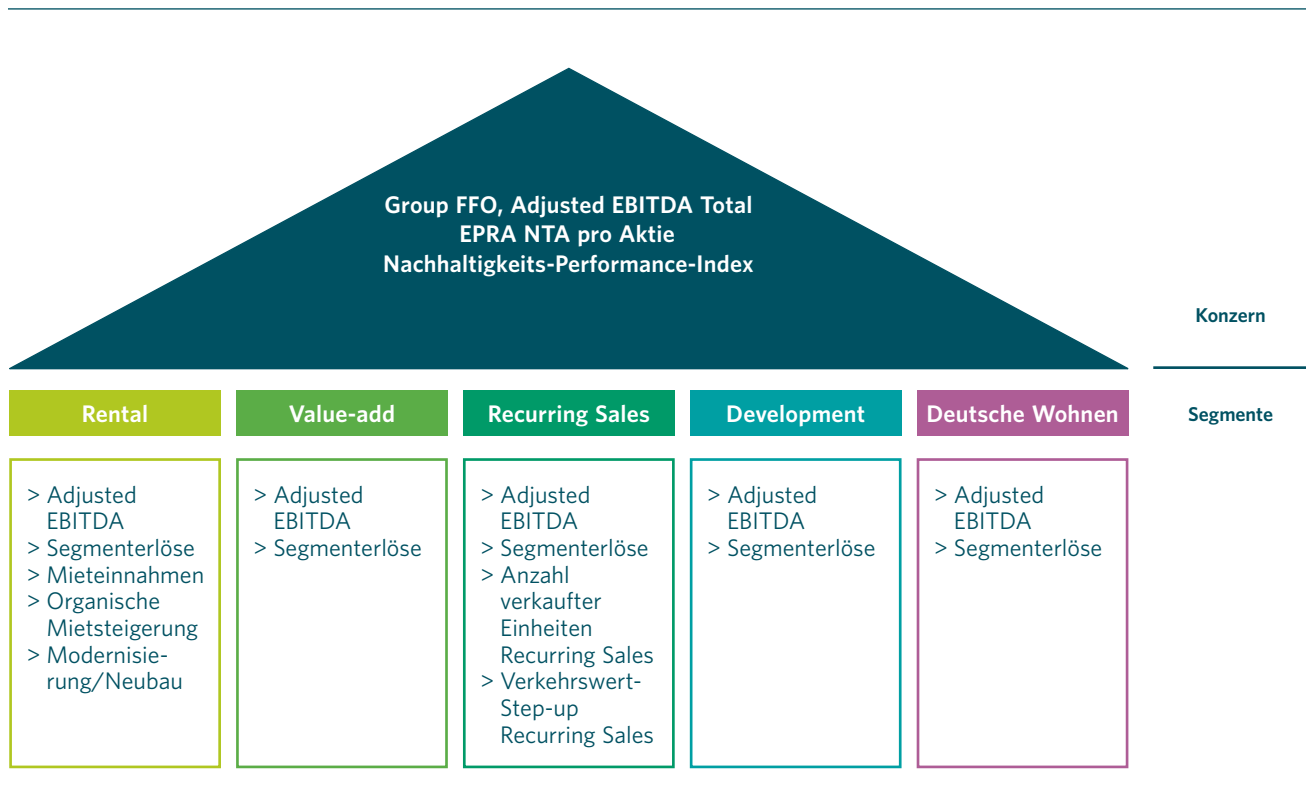 Group FFO, Adjusted EBITDA Total
EPRA NTA pro Aktie
Nachhaltigkeits-Performance-Index
Konzern
Rental
Value-add
Recurring Sales
Development
Deutsche Wohnen
Segmente
> Adjusted
EBITDA
> Segmenterlöse
> Mieteinnahmen
> Organische
Mietsteigerung
> Modernisie-
rung/Neubau
> Adjusted
EBITDA
> Segmenterlöse
> Adjusted
EBITDA
> Segmenterlöse
> Anzahl
verkaufter
Einheiten
Recurring Sales
> Verkehrswert-
Step-up
Recurring Sales
> Adjusted
EBITDA
> Segmenterlöse
> Adjusted
EBITDA
> Segmenterlöse